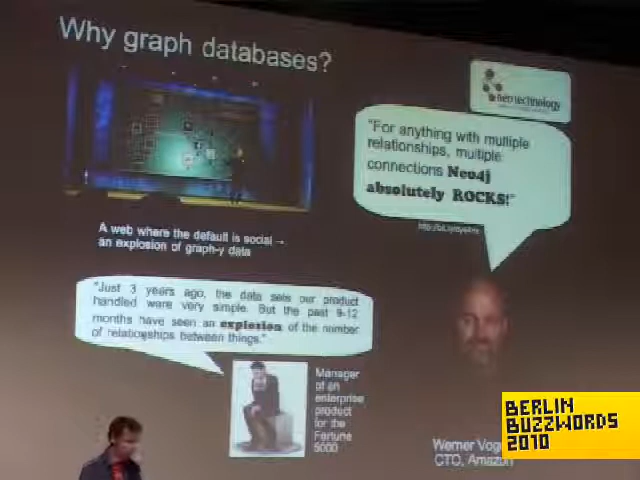 Why graph databases?
neotechnology
"For anything with multiple
relationships, multiple
connections Neo4j
absolutely ROCKS!"
A web where the default is social →
an explosion of graph-y data
"Just 3 years ago, the data sets our product
handled were very simple. But the past 9-12
months have seen an explosion of the number
of relationships between things."
Manager
of an
enterprise
product
for the
Fortune
5000
Werner
CTO, Amazon
BERLIN
BUZZWORDS
2010